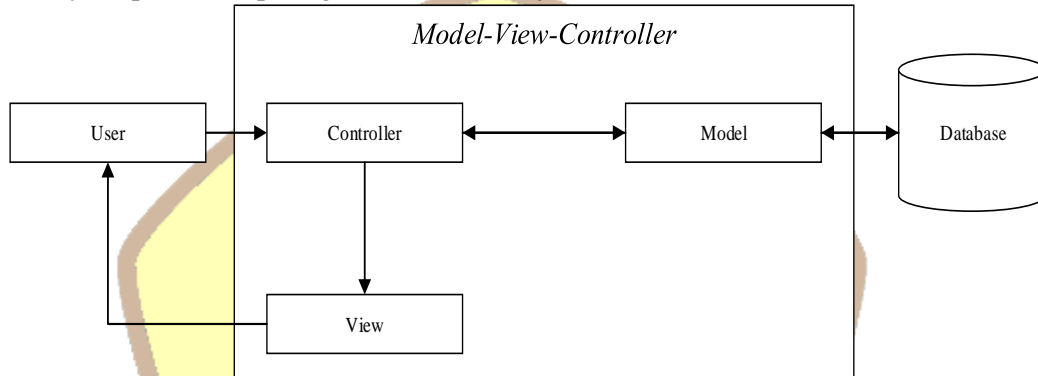 Model-View-Controller
User
Controller
Model
Database
View